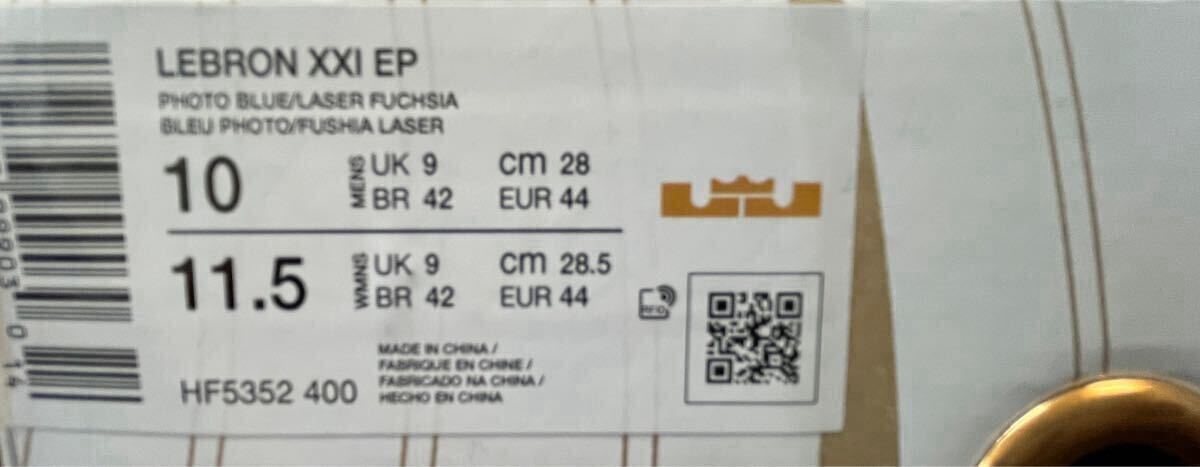 LEBRON XXI EP
PHOTO BLUE/LASER FUCHSIA
BLEU PHOTO/FUSHIA LASER
10 MENS UK 9 cm 28
BR 42 EUR 44
11.5 WMNS UK 9 cm 28.5
BR 42 EUR 44
RFID
MADE IN CHINA /
FABRIQUE EN CHINE /
FABRICADO NA CHINA /
HECHO EN CHINA
HF5352 400